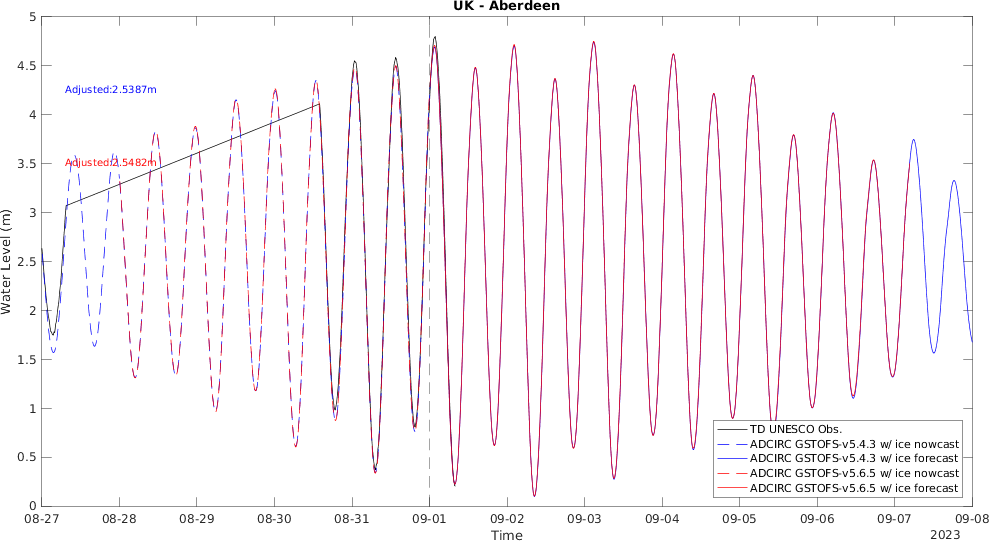 UK - Aberdeen
5
4.5
4
3.5
3
2.5
2
1.5
1
0.5
0
Water Level (m)
Adjusted:2.5387m
Adjusted:2.5482m
TD UNESCO Obs.
ADCIRC GSTOFS-v5.4.3 w/ ice nowcast
ADCIRC GSTOFS-v5.4.3 w/ ice forecast
ADCIRC GSTOFS-v5.6.5 w/ ice nowcast
ADCIRC GSTOFS-v5.6.5 w/ ice forecast
08-27 08-28 08-29 08-30 08-31 09-01 09-02 09-03 09-04 09-05 09-06 09-07 09-08
Time
2023